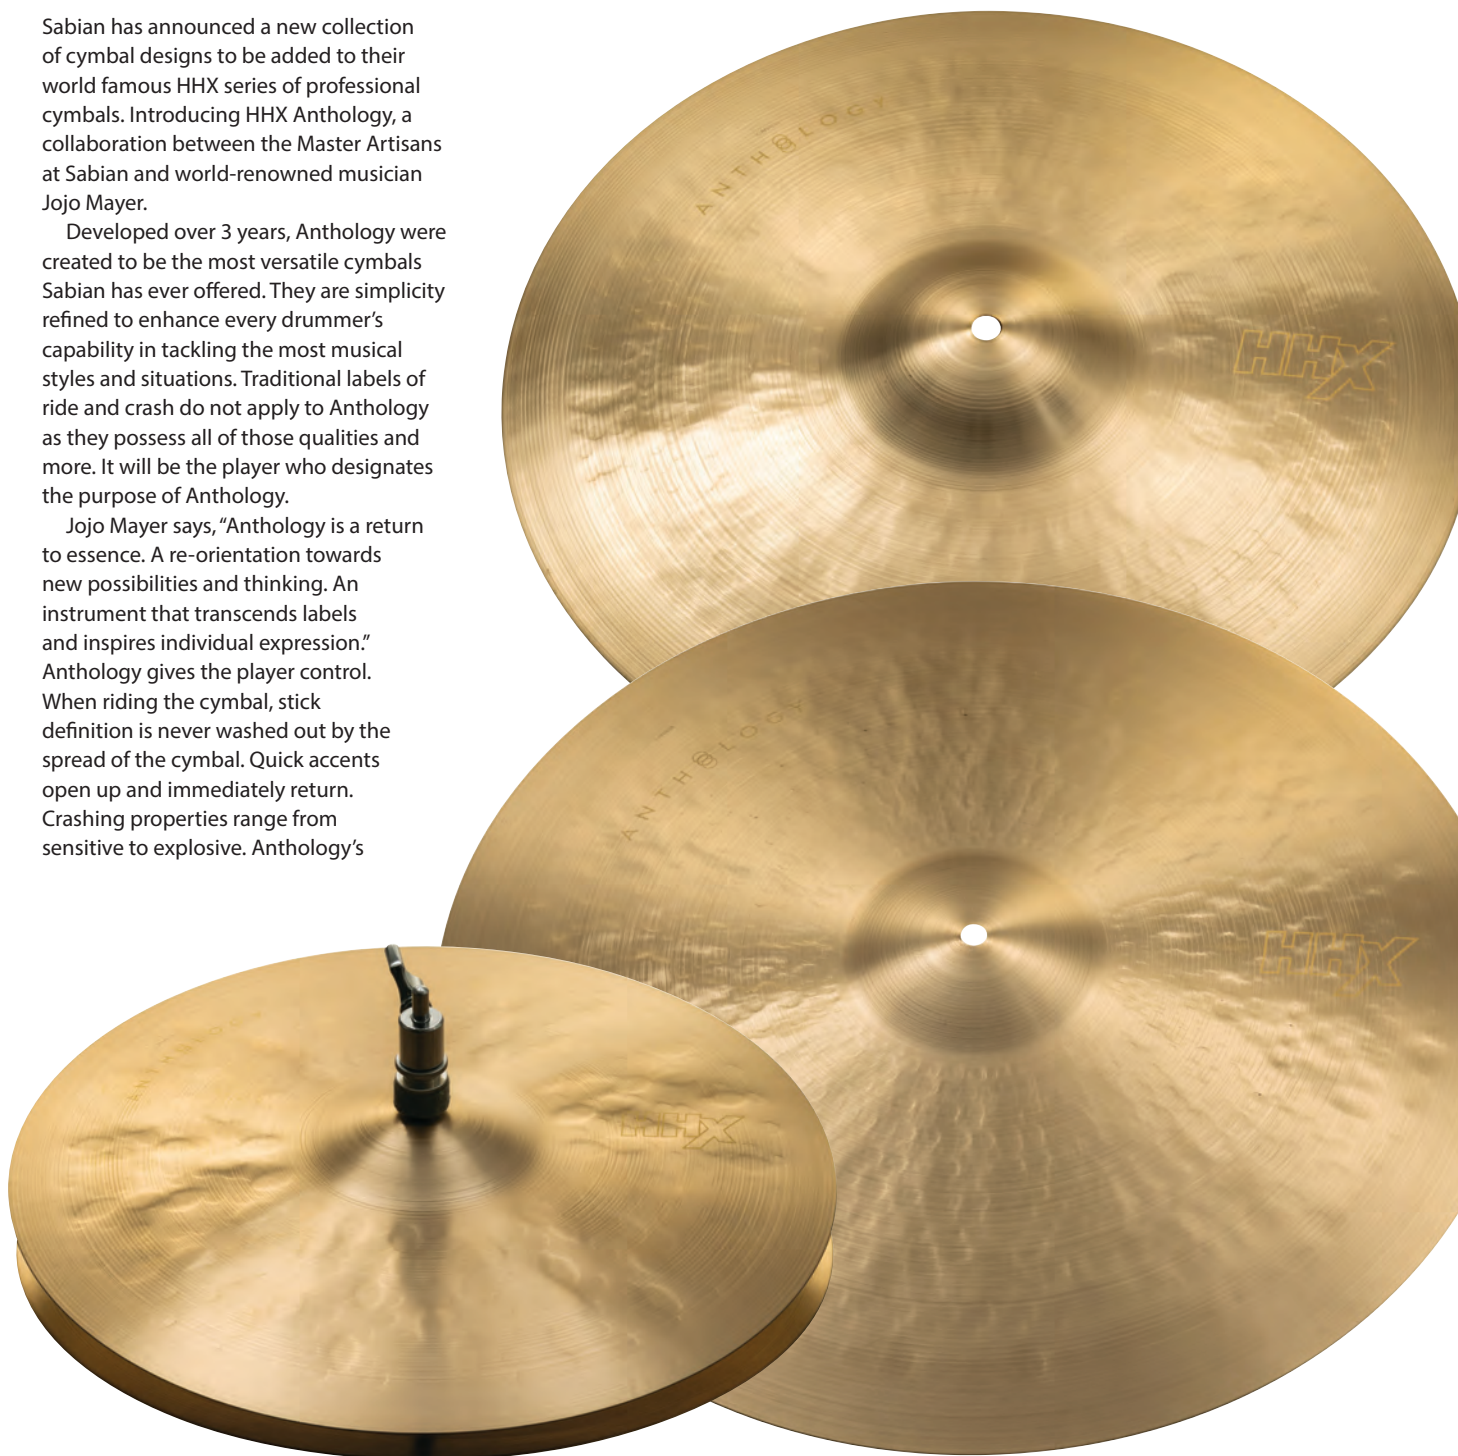 Sabian has announced a new collection
of cymbal designs to be added to their
world famous HHX series of professional
cymbals. Introducing HHX Anthology, a
collaboration between the Master Artisans
at Sabian and world-renowned musician
Jojo Mayer.
Developed over 3 years, Anthology were
created to be the most versatile cymbals
Sabian has ever offered. They are simplicity
refined to enhance every drummer’s
capability in tackling the most musical
styles and situations. Traditional labels of
ride and crash do not apply to Anthology
as they possess all of those qualities and
more. It will be the player who designates
the purpose of Anthology.
Jojo Mayer says, “Anthology is a return
to essence. A re-orientation towards
new possibilities and thinking. An
instrument that transcends labels
and inspires individual expression.”
Anthology gives the player control.
When riding the cymbal, stick
definition is never washed out by the
spread of the cymbal. Quick accents
open up and immediately return.
Crashing properties range from
sensitive to explosive. Anthology’s
ANTHOLOGY
HHX
ANTHOLOGY
HHX
ANTHOLOGY
HHX